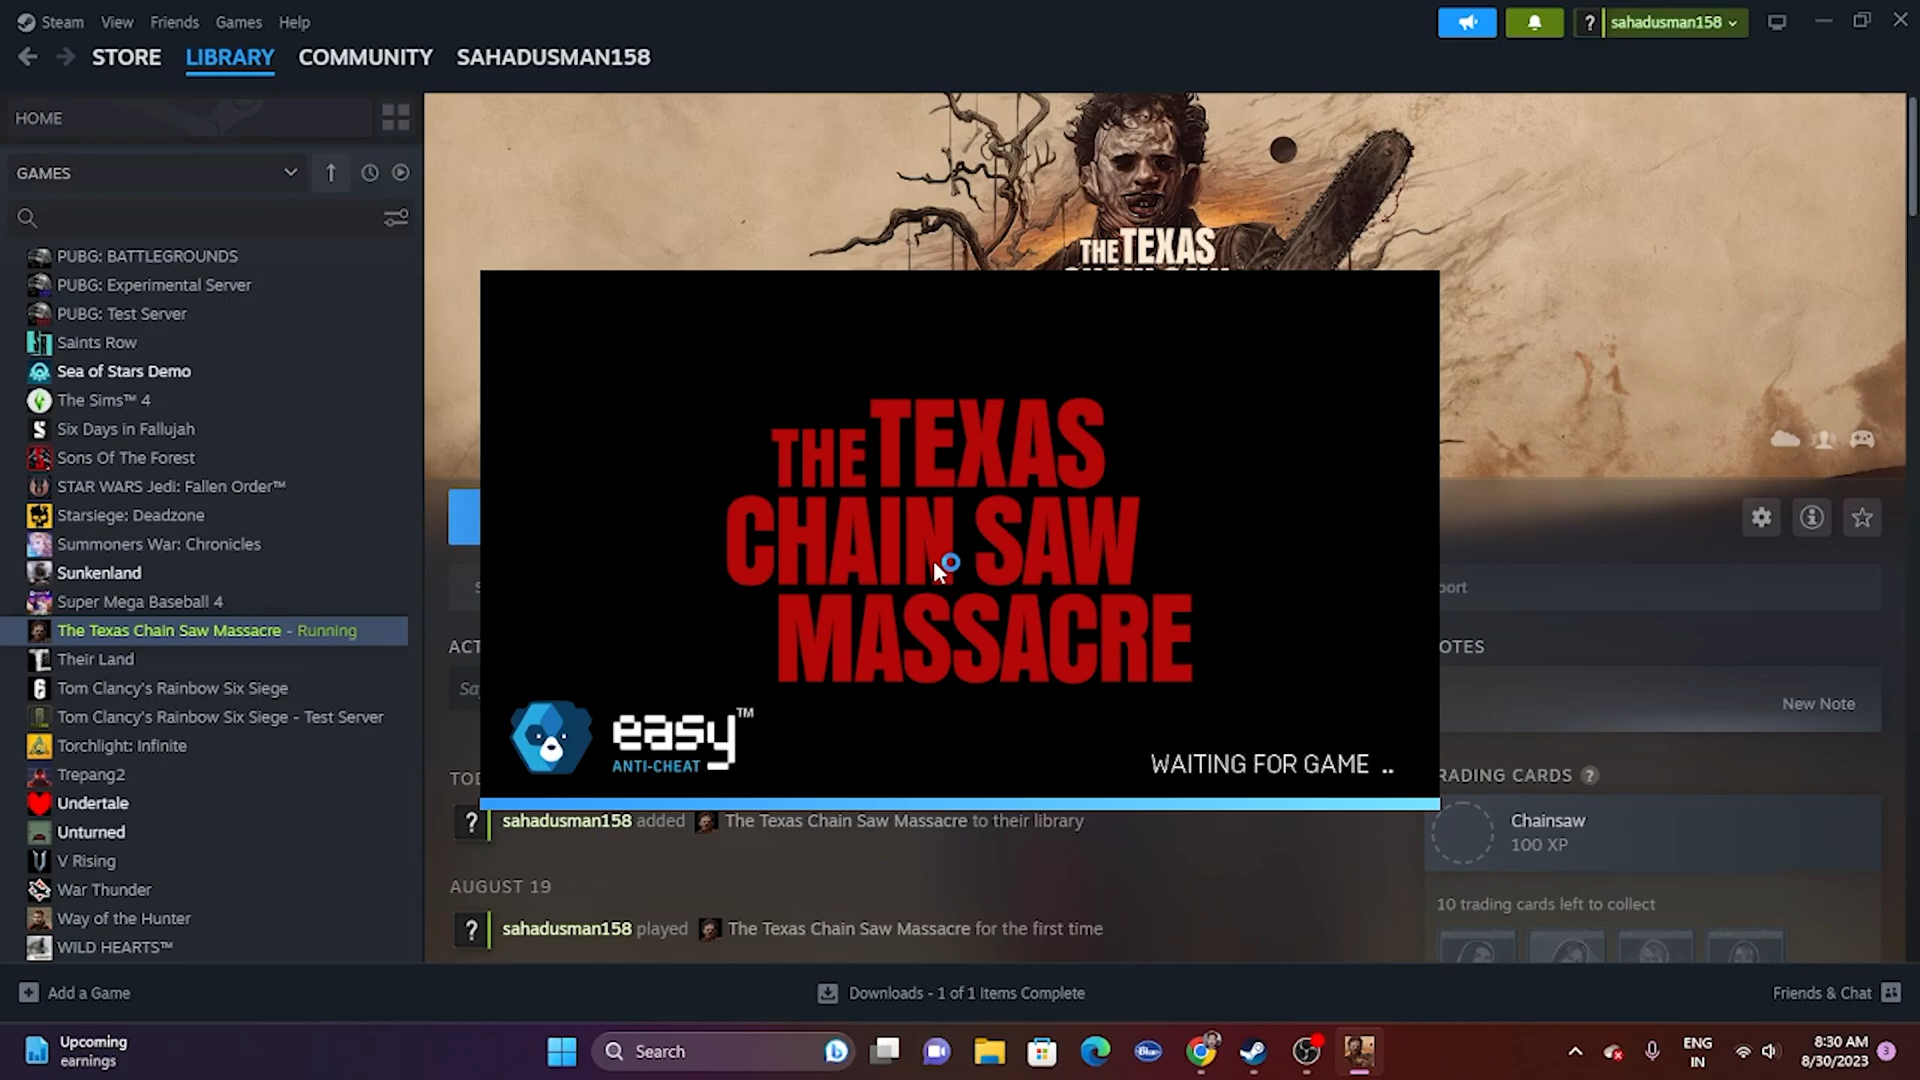 Steam View Friends Games Help
sahadusman158
STORE LIBRARY COMMUNITY SAHADUSMAN158
HOME
GAMES
PUBG: BATTLEGROUNDS
PUBG: Experimental Server
PUBG: Test Server
Saints Row
Sea of Stars Demo
The Sims™ 4
Six Days in Fallujah
Sons Of The Forest
STAR WARS Jedi: Fallen Order™
Starsiege: Deadzone
Summoners War: Chronicles
Sunkenland
Super Mega Baseball 4
The Texas Chain Saw Massacre - Running
Their Land
Tom Clancy's Rainbow Six Siege
Tom Clancy's Rainbow Six Siege - Test Server
Torchlight: Infinite
Trepang2
Undertale
Unturned
V Rising
War Thunder
Way of the Hunter
WILD HEARTS™
THE TEXAS
THE TEXAS
CHAIN SAW
MASSACRE
easy™
ANTI-CHEAT
WAITING FOR GAME ..
port
ACT
OTES
Say
New Note
TOD
RADING CARDS ?
? sahadusman158 added The Texas Chain Saw Massacre to their library
Chainsaw
100 XP
AUGUST 19
10 trading cards left to collect
? sahadusman158 played The Texas Chain Saw Massacre for the first time
Add a Game
Downloads - 1 of 1 Items Complete
Friends & Chat
Upcoming
earnings
Search
ENG
IN
8:30 AM
8/30/2023
3